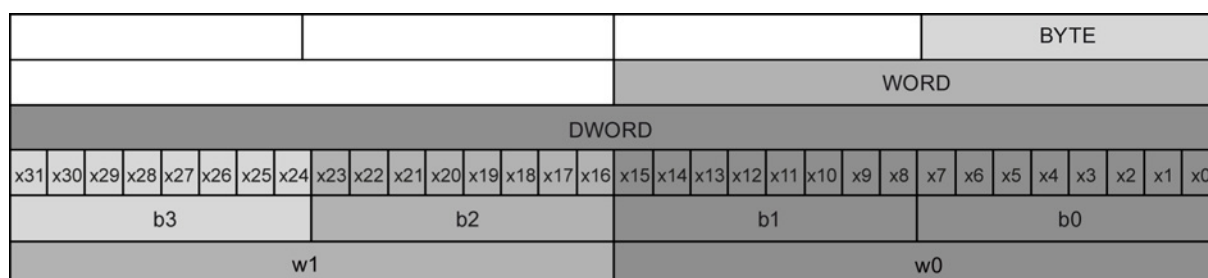 BYTE
WORD
DWORD
x31 x30 x29 x28 x27 x26 x25 x24 x23 x22 x21 x20 x19 x18 x17 x16 x15 x14 x13 x12 x11 x10 x9 x8 x7 x6 x5 x4 x3 x2 x1 x0
b3 b2 b1 b0
w1 w0